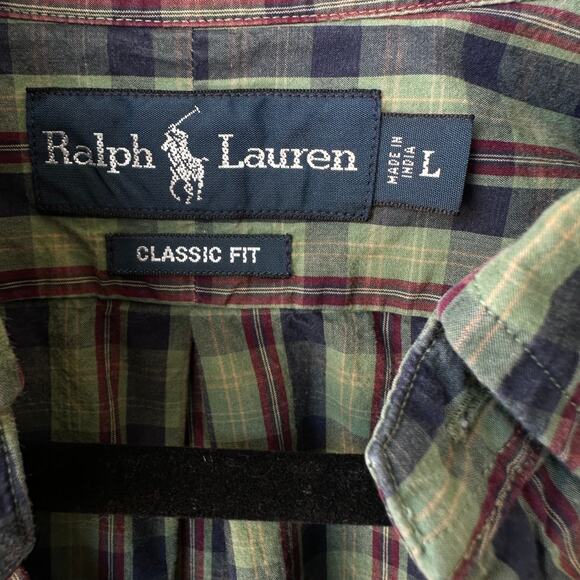 Ralph Lauren
MADE IN
INDIA
L
CLASSIC FIT